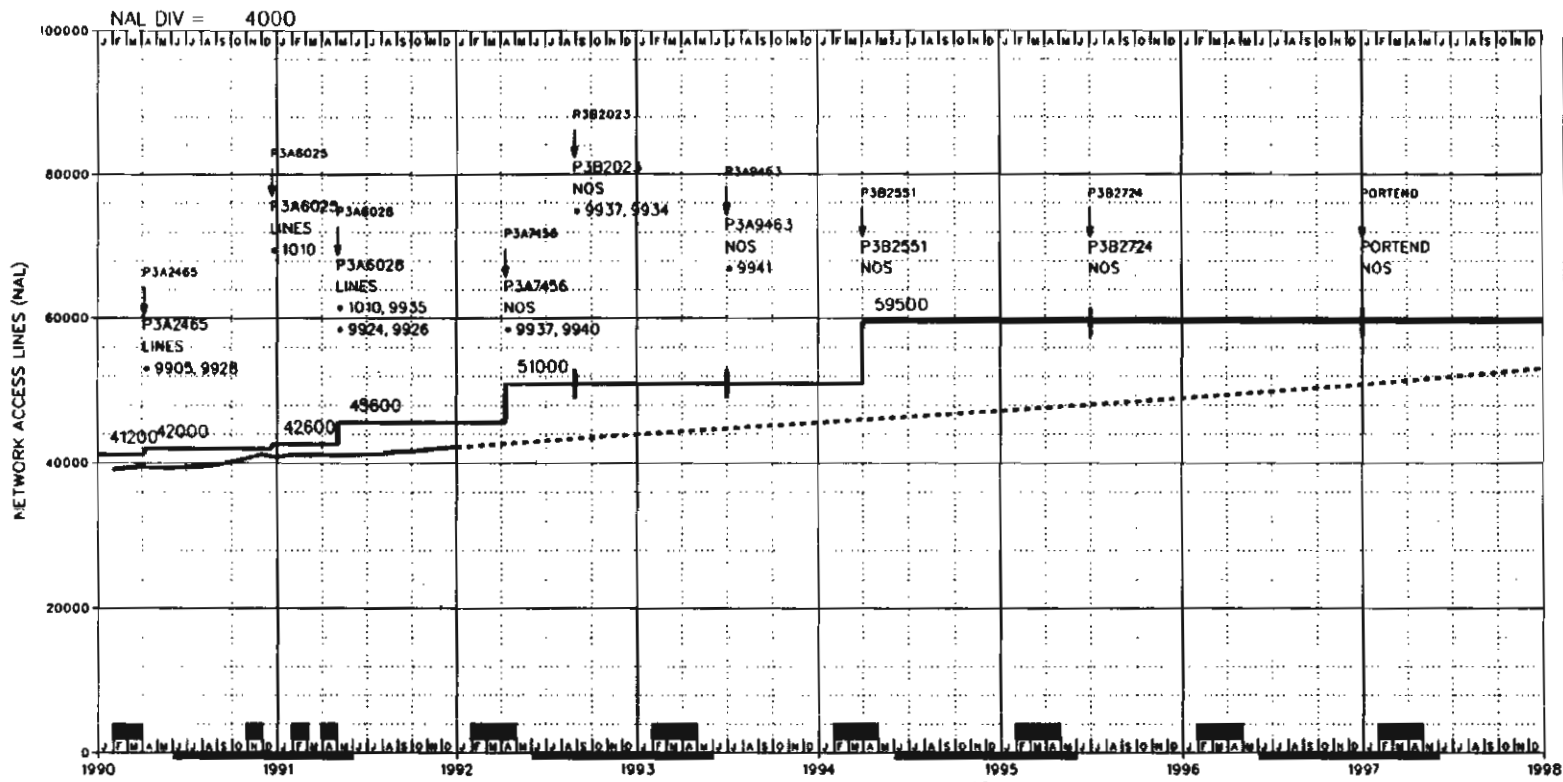 NAL DIV = 4000
100000
J F M A M J J A S O N D J F M A M J J A S O N D J F M A M J J A S O N D J F M A M J J A S O N D J F M A M J J A S O N D J F M A M J J A S O N D J F M A M J J A S O N D J F M A M J J A S O N D
P3B2023
P3B2023
NOS
• 9937, 9934
P3A6025
P3A6025
LINES
• 1010
80000
P3A9463
P3A9463
NOS
• 9941
P3B2551
P3B2551
NOS
P3B2724
P3B2724
NOS
PORTEND
PORTEND
NOS
P3A6026
P3A6026
LINES
• 1010, 9935
• 9924, 9926
P3A7456
P3A7456
NOS
• 9937, 9940
P3A2465
P3A2465
LINES
• 9905, 9928
NETWORK ACCESS LINES (NAL)
60000
59500
51000
45600
41200
42000
42600
40000
20000
0
J F M A M J J A S O N D J F M A M J J A S O N D J F M A M J J A S O N D J F M A M J J A S O N D J F M A M J J A S O N D J F M A M J J A S O N D J F M A M J J A S O N D J F M A M J J A S O N D
1990 1991 1992 1993 1994 1995 1996 1997 1998